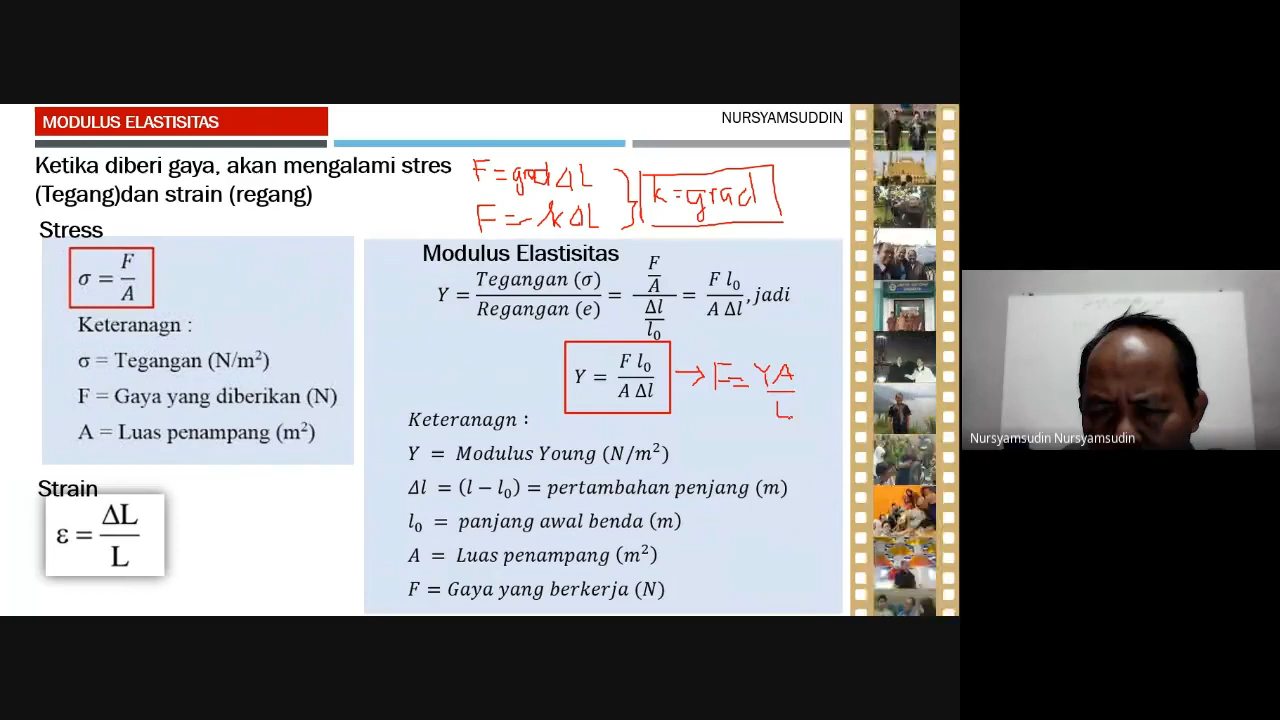 MODULUS ELASTISITAS
NURSYAMSUDDIN
Ketika diberi gaya, akan mengalami stres
(Tegang)dan strain (regang)
F = grad ΔL
F = -k ΔL
k = grad
Stress
σ = F/A
Keteranagn :
σ = Tegangan (N/m²)
F = Gaya yang diberikan (N)
A = Luas penampang (m²)
Strain
ε = ΔL/L
Modulus Elastisitas
Y = Tegangan (σ)/Regangan (e) = (F/A)/(Δl/l₀) = F l₀/A Δl, jadi
Y = F l₀/A Δl → F = YA/L
Keteranagn :
Y = Modulus Young (N/m²)
Δl = (l − l₀) = pertambahan penjang (m)
l₀ = panjang awal benda (m)
A = Luas penampang (m²)
F = Gaya yang berkerja (N)
Nursyamsudin Nursyamsudin